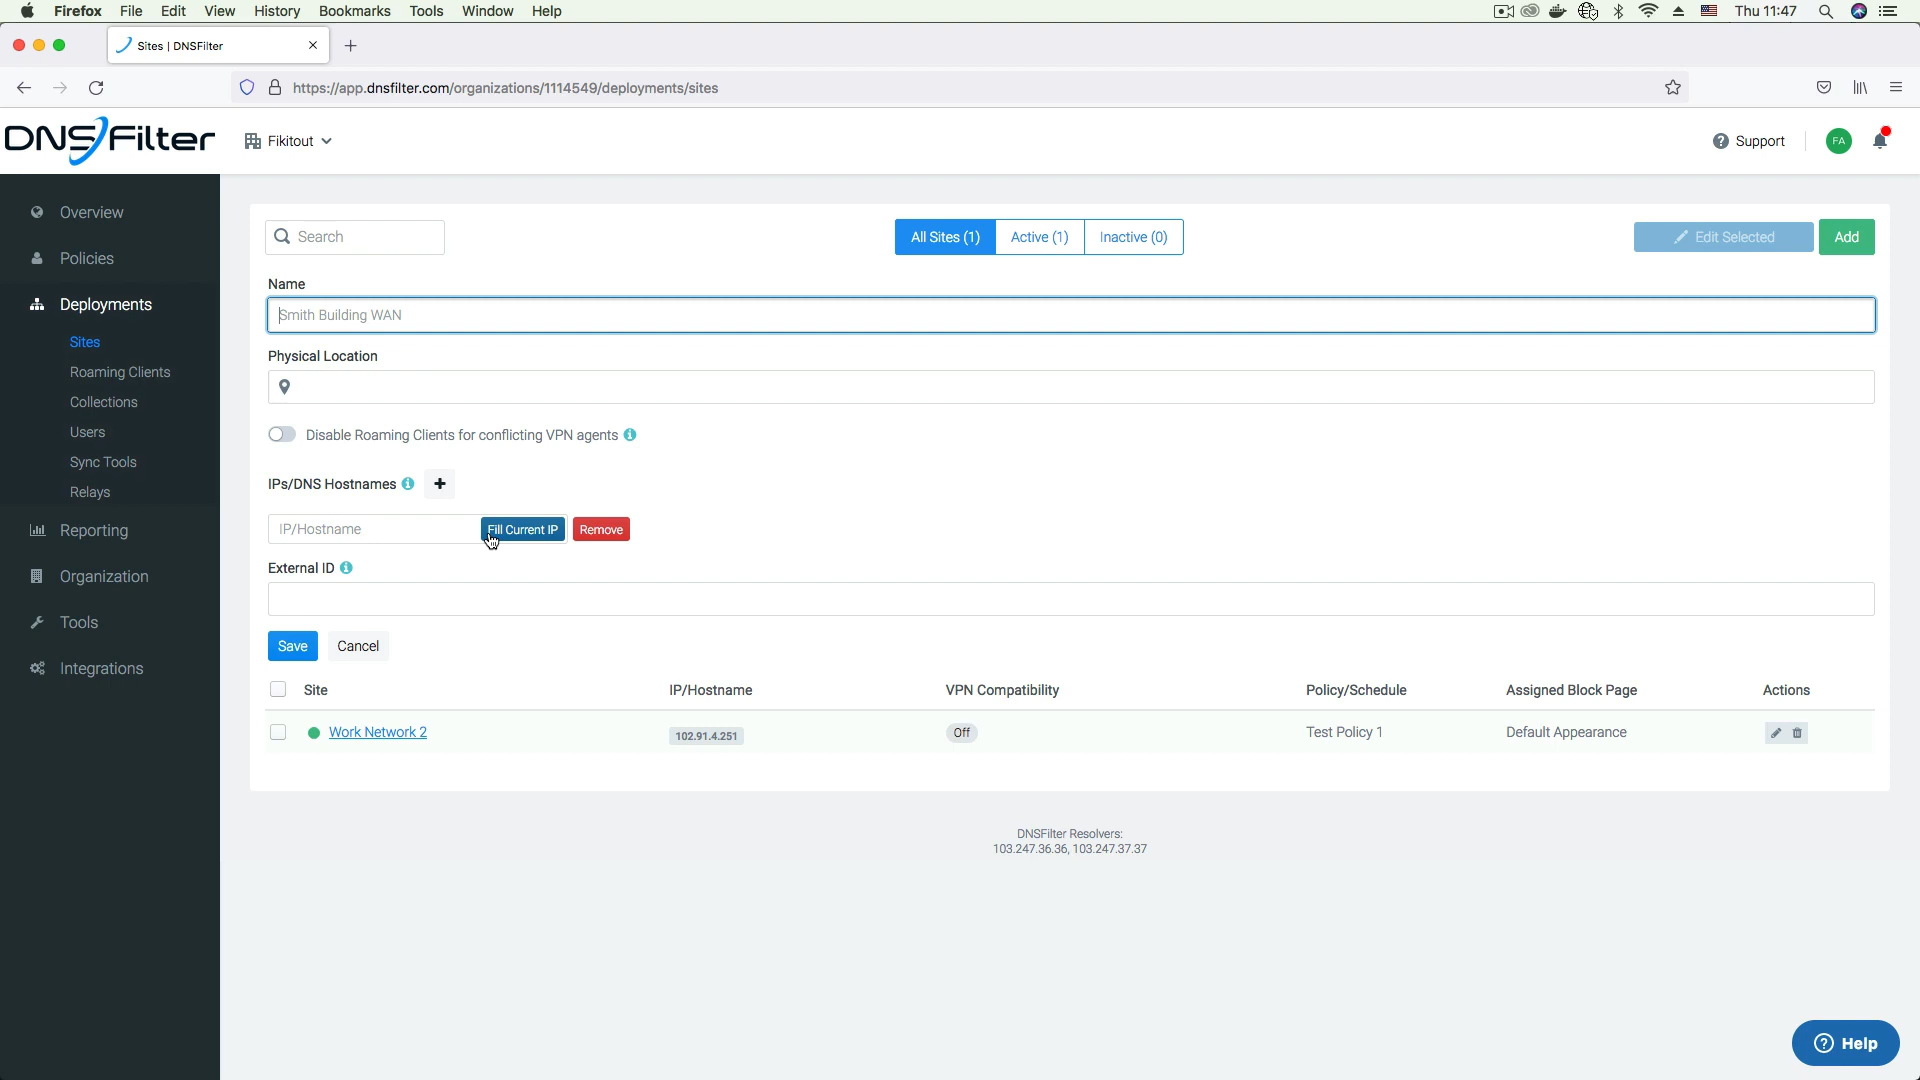 Firefox File Edit View History Bookmarks Tools Window Help Thu 11:47
Sites | DNSFilter
https://app.dnsfilter.com/organizations/1114549/deployments/sites
DNSFilter Fikitout Support FA
Overview
Policies
Deployments
Sites
Roaming Clients
Collections
Users
Sync Tools
Relays
Reporting
Organization
Tools
Integrations
Search All Sites (1) Active (1) Inactive (0) Edit Selected Add
Name
Smith Building WAN
Physical Location
Disable Roaming Clients for conflicting VPN agents
IPs/DNS Hostnames
IP/Hostname Fill Current IP Remove
External ID
Save Cancel
Site IP/Hostname VPN Compatibility Policy/Schedule Assigned Block Page Actions
Work Network 2 102.91.4.251 Off Test Policy 1 Default Appearance
DNSFilter Resolvers:
103.247.36.36, 103.247.37.37
Help